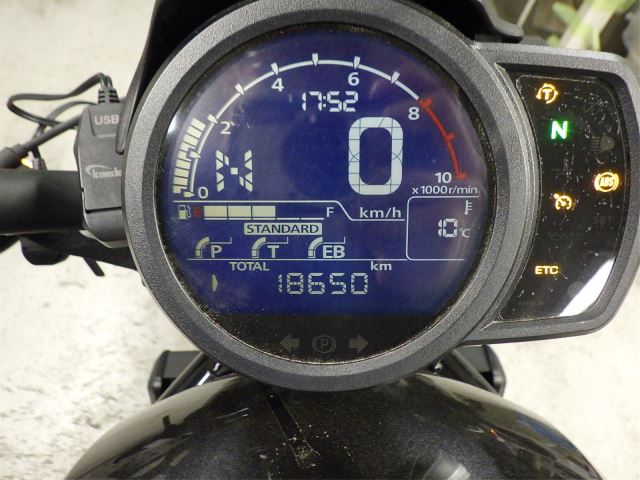 USB
4
6
17:52
2
8
N
0
0
10
x1000r/min
T
N
ABS
ETC
E
F
km/h
STANDARD
10°C
P
T
EB
TOTAL
km
18650
P